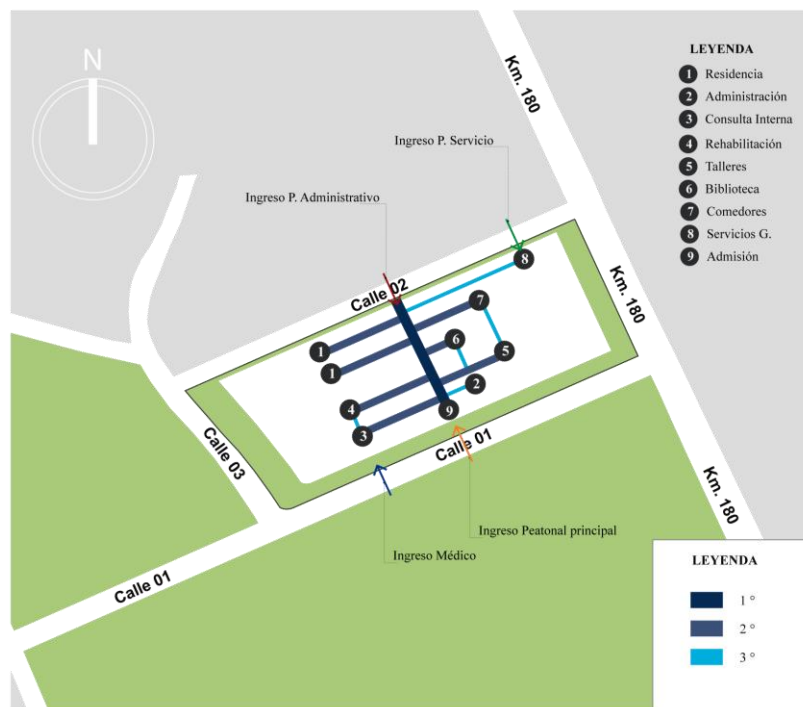 N
Km. 180
LEYENDA
1 Residencia
2 Administración
3 Consulta Interna
4 Rehabilitación
5 Talleres
6 Biblioteca
7 Comedores
8 Servicios G.
9 Admisión
Ingreso P. Servicio
Ingreso P. Administrativo
8
Calle 02
Km. 180
7
6
1
5
1
2
4
9
3
Calle 01
Calle 03
Km. 180
Ingreso Peatonal principal
Ingreso Médico
Calle 01
LEYENDA
1 °
2 °
3 °